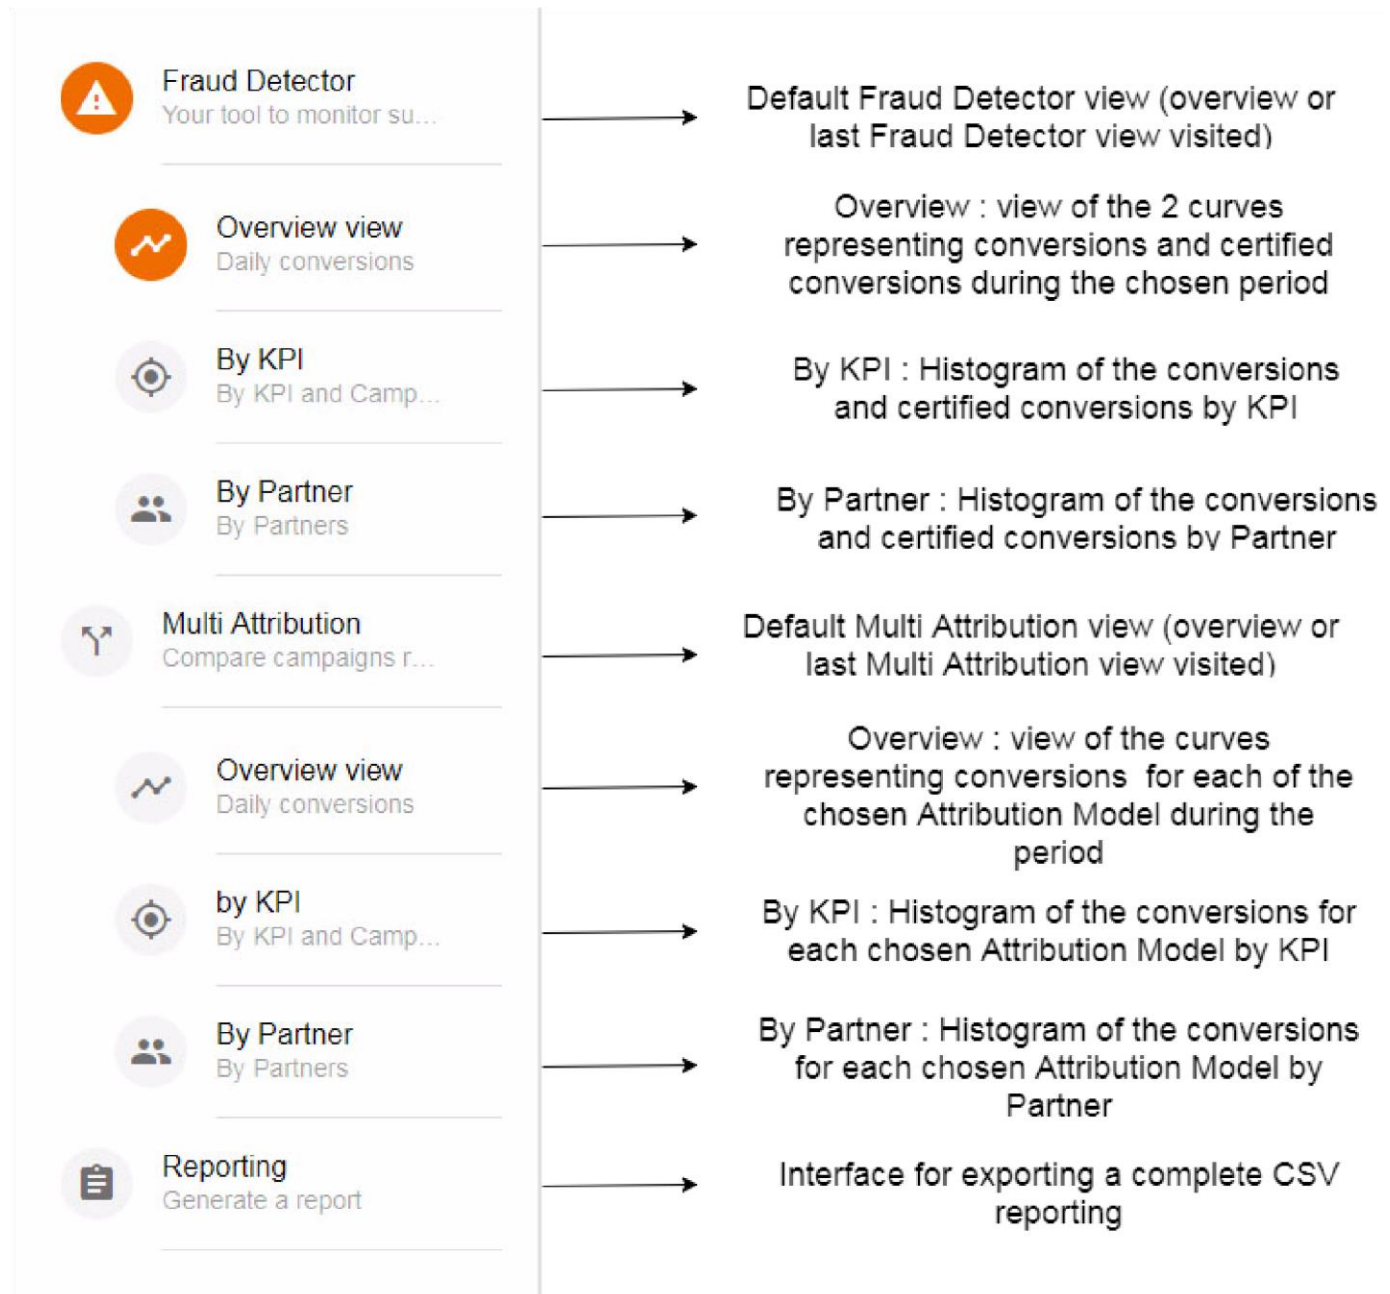 Fraud Detector
Your tool to monitor su...
Default Fraud Detector view (overview or
last Fraud Detector view visited)
Overview view
Daily conversions
Overview : view of the 2 curves
representing conversions and certified
conversions during the chosen period
By KPI
By KPI and Camp...
By KPI : Histogram of the conversions
and certified conversions by KPI
By Partner
By Partners
By Partner : Histogram of the conversions
and certified conversions by Partner
Multi Attribution
Compare campaigns r...
Default Multi Attribution view (overview or
last Multi Attribution view visited)
Overview view
Daily conversions
Overview : view of the curves
representing conversions  for each of the
chosen Attribution Model during the
period
by KPI
By KPI and Camp...
By KPI : Histogram of the conversions for
each chosen Attribution Model by KPI
By Partner
By Partners
By Partner : Histogram of the conversions
for each chosen Attribution Model by
Partner
Reporting
Generate a report
Interface for exporting a complete CSV
reporting